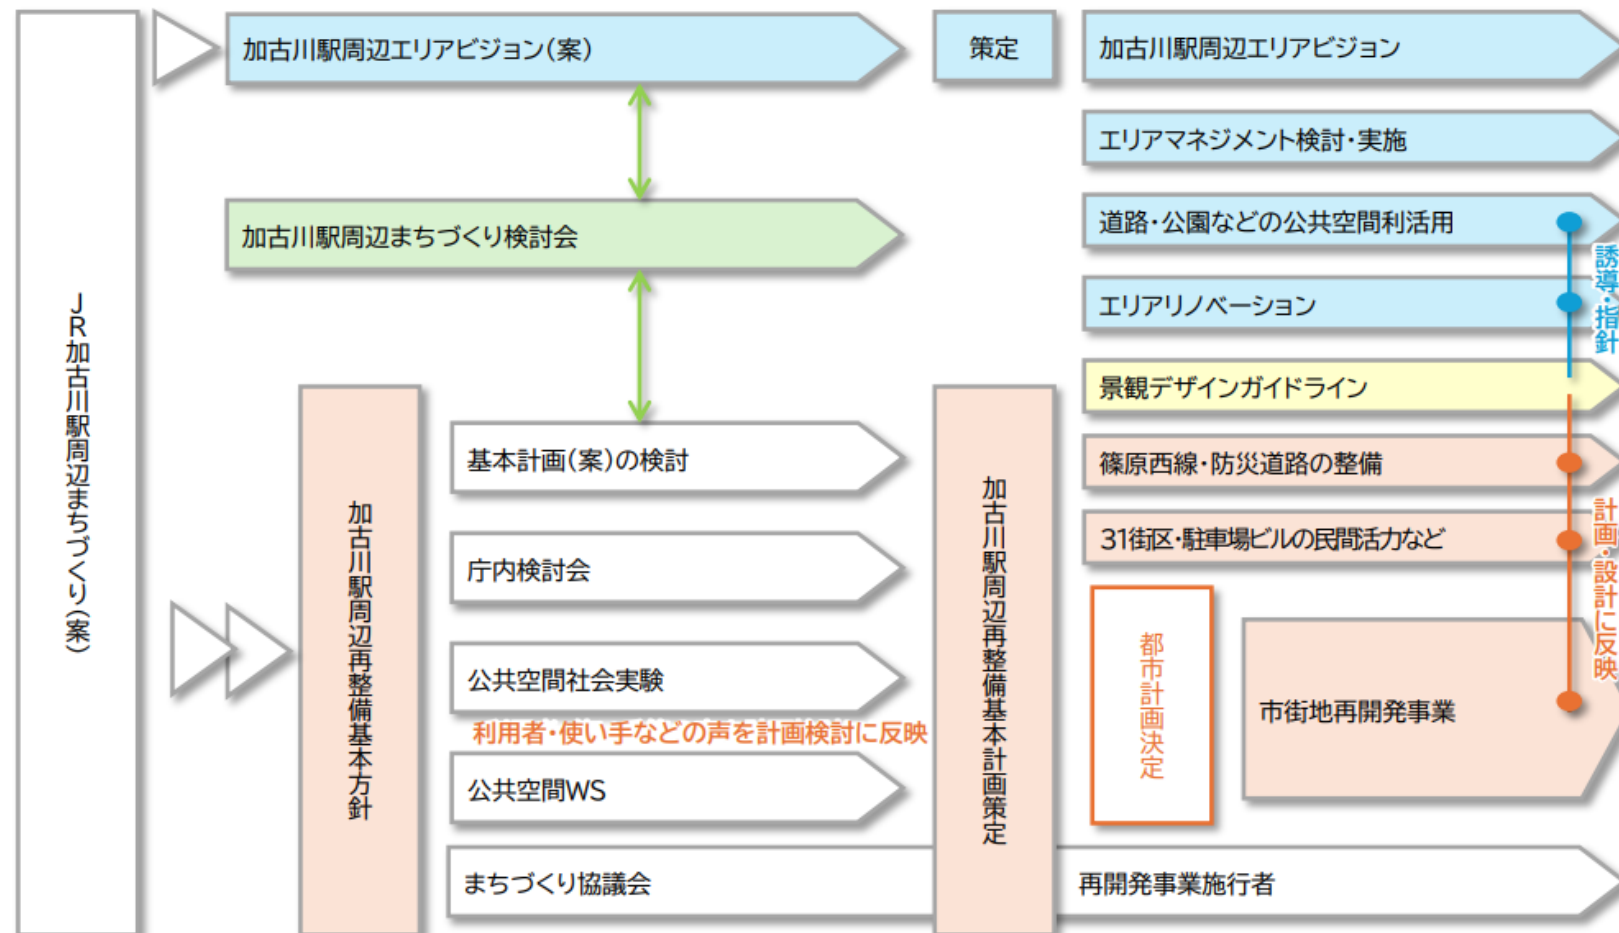 JR加古川駅周辺まちづくり(案)
加古川駅周辺エリアビジョン(案)
策定
加古川駅周辺エリアビジョン
エリアマネジメント検討・実施
加古川駅周辺まちづくり検討会
道路・公園などの公共空間利活用
エリアリノベーション
誘導・指針
景観デザインガイドライン
加古川駅周辺再整備基本方針
基本計画(案)の検討
庁内検討会
公共空間社会実験
利用者・使い手などの声を計画検討に反映
公共空間WS
まちづくり協議会
加古川駅周辺再整備基本計画策定
篠原西線・防災道路の整備
31街区・駐車場ビルの民間活力など
計画・設計に反映
都市計画決定
市街地再開発事業
再開発事業施行者